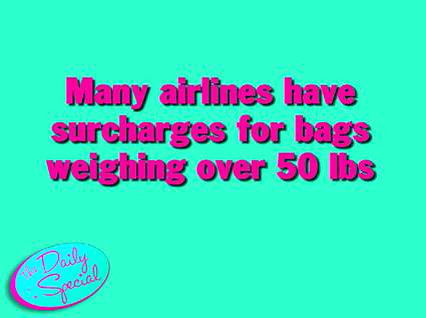 Many airlines have
surcharges for bags
weighing over 50 lbs
The
Daily
Special